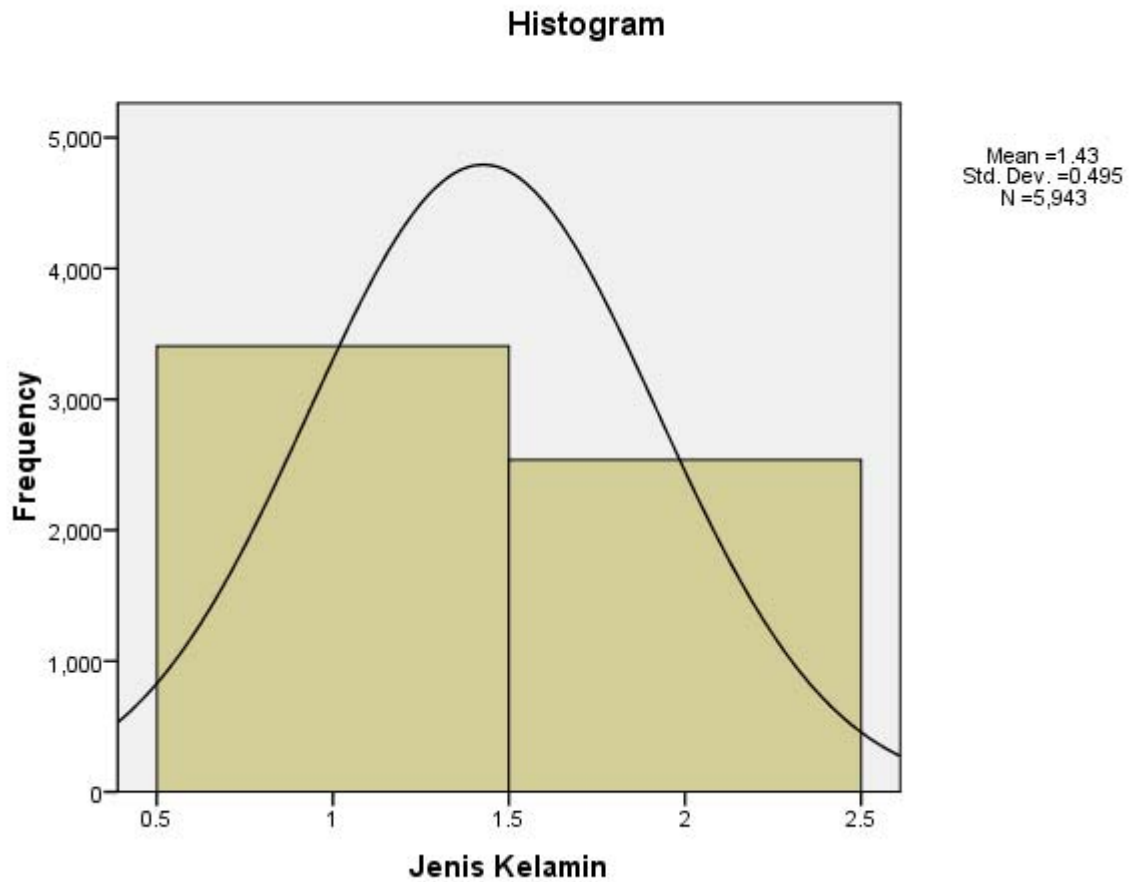 Histogram
Mean =1.43
Std. Dev. =0.495
N =5,943
5,000
4,000
3,000
2,000
1,000
0
Frequency
0.5 1 1.5 2 2.5
Jenis Kelamin